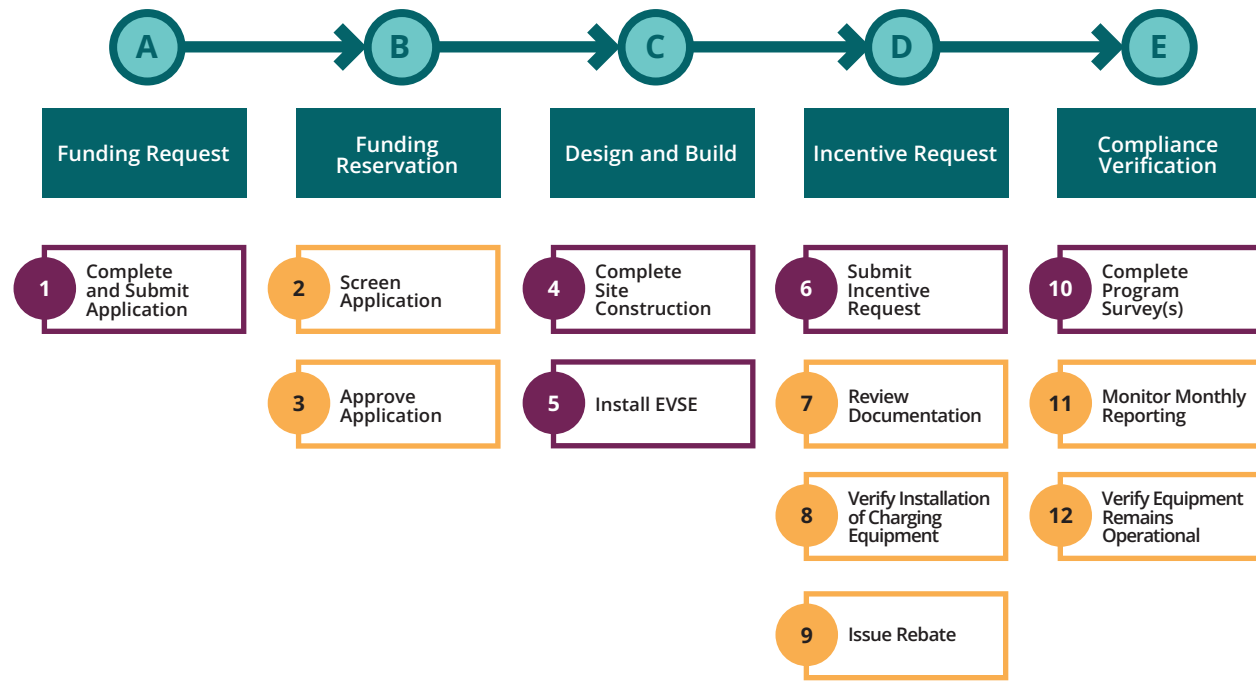 A
B
C
D
E
Funding Request
Funding
Reservation
Design and Build
Incentive Request
Compliance
Verification
1
Complete
and Submit
Application
2
Screen
Application
3
Approve
Application
4
Complete
Site
Construction
5
Install EVSE
6
Submit
Incentive
Request
7
Review
Documentation
8
Verify Installation
of Charging
Equipment
9
Issue Rebate
10
Complete
Program
Survey(s)
11
Monitor Monthly
Reporting
12
Verify Equipment
Remains
Operational